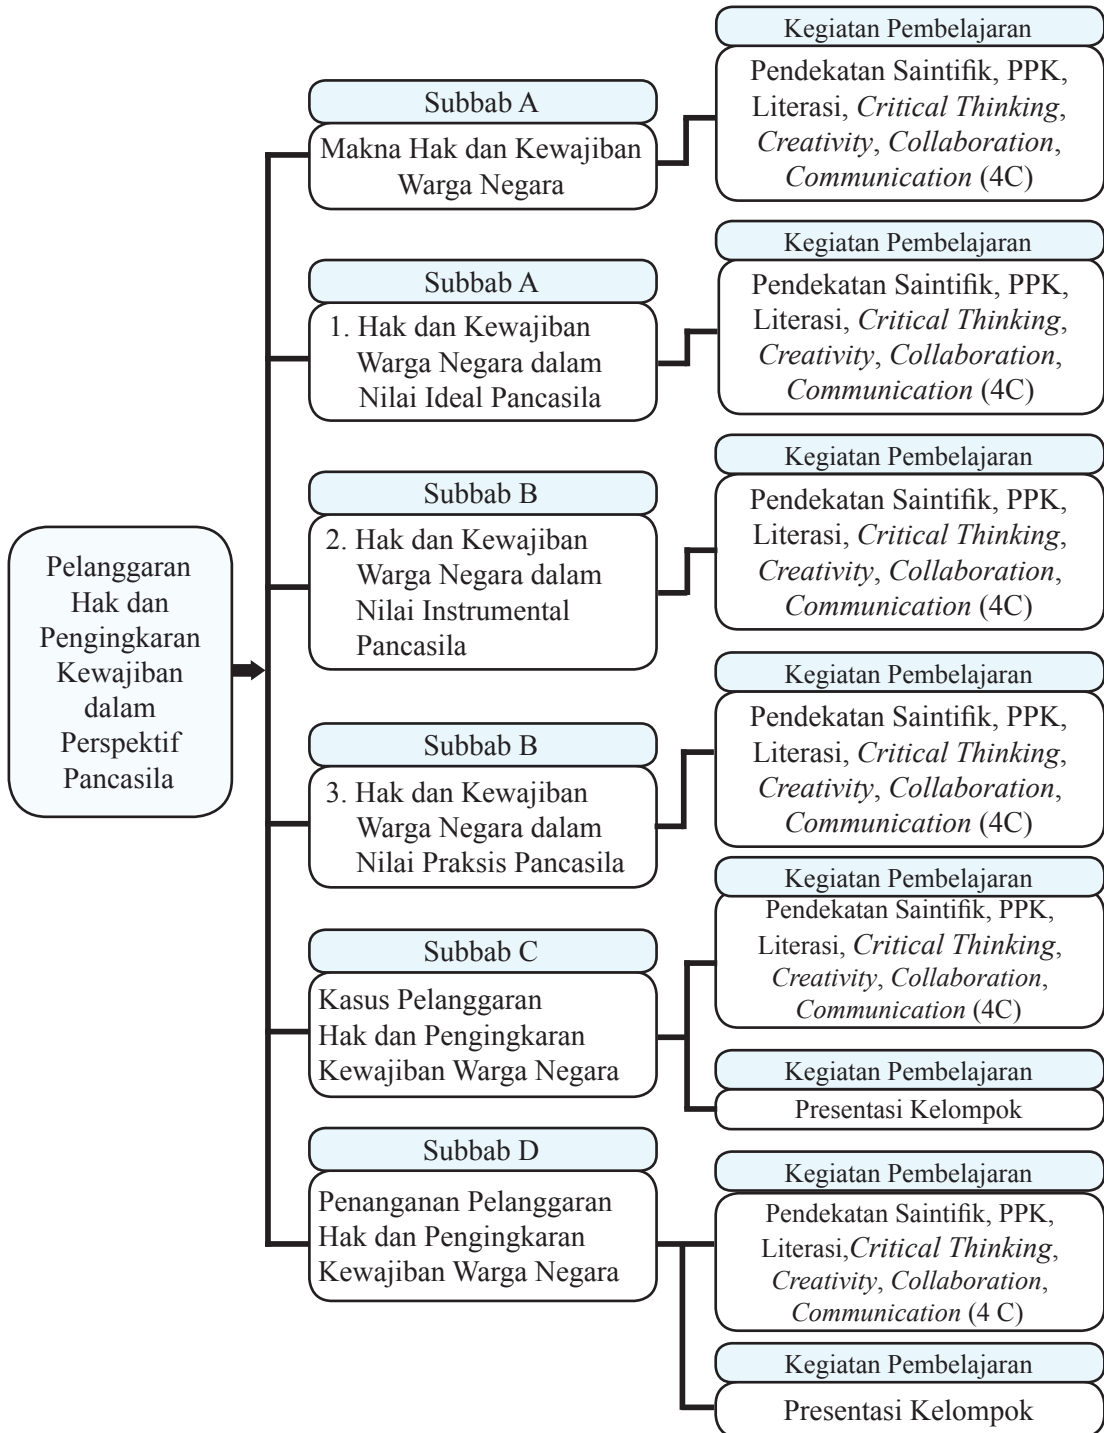 Pelanggaran
Hak dan
Pengingkaran
Kewajiban
dalam
Perspektif
Pancasila
Subbab A
Makna Hak dan Kewajiban
Warga Negara
Kegiatan Pembelajaran
Pendekatan Saintifik, PPK,
Literasi, Critical Thinking,
Creativity, Collaboration,
Communication (4C)
Subbab A
1. Hak dan Kewajiban
Warga Negara dalam
Nilai Ideal Pancasila
Kegiatan Pembelajaran
Pendekatan Saintifik, PPK,
Literasi, Critical Thinking,
Creativity, Collaboration,
Communication (4C)
Subbab B
2. Hak dan Kewajiban
Warga Negara dalam
Nilai Instrumental
Pancasila
Kegiatan Pembelajaran
Pendekatan Saintifik, PPK,
Literasi, Critical Thinking,
Creativity, Collaboration,
Communication (4C)
Subbab B
3. Hak dan Kewajiban
Warga Negara dalam
Nilai Praksis Pancasila
Kegiatan Pembelajaran
Pendekatan Saintifik, PPK,
Literasi, Critical Thinking,
Creativity, Collaboration,
Communication (4C)
Subbab C
Kasus Pelanggaran
Hak dan Pengingkaran
Kewajiban Warga Negara
Kegiatan Pembelajaran
Pendekatan Saintifik, PPK,
Literasi, Critical Thinking,
Creativity, Collaboration,
Communication (4C)
Kegiatan Pembelajaran
Presentasi Kelompok
Subbab D
Penanganan Pelanggaran
Hak dan Pengingkaran
Kewajiban Warga Negara
Kegiatan Pembelajaran
Pendekatan Saintifik, PPK,
Literasi,Critical Thinking,
Creativity, Collaboration,
Communication (4 C)
Kegiatan Pembelajaran
Presentasi Kelompok